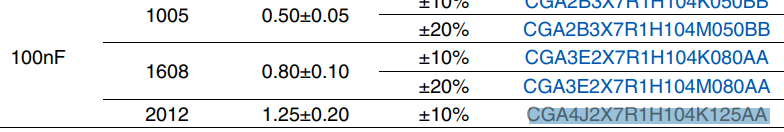 ±10% CGA2B3X7R1H104K050BB
1005 0.50±0.05
±20% CGA2B3X7R1H104M050BB
100nF
±10% CGA3E2X7R1H104K080AA
1608 0.80±0.10
±20% CGA3E2X7R1H104M080AA
2012 1.25±0.20 ±10% CGA4J2X7R1H104K125AA